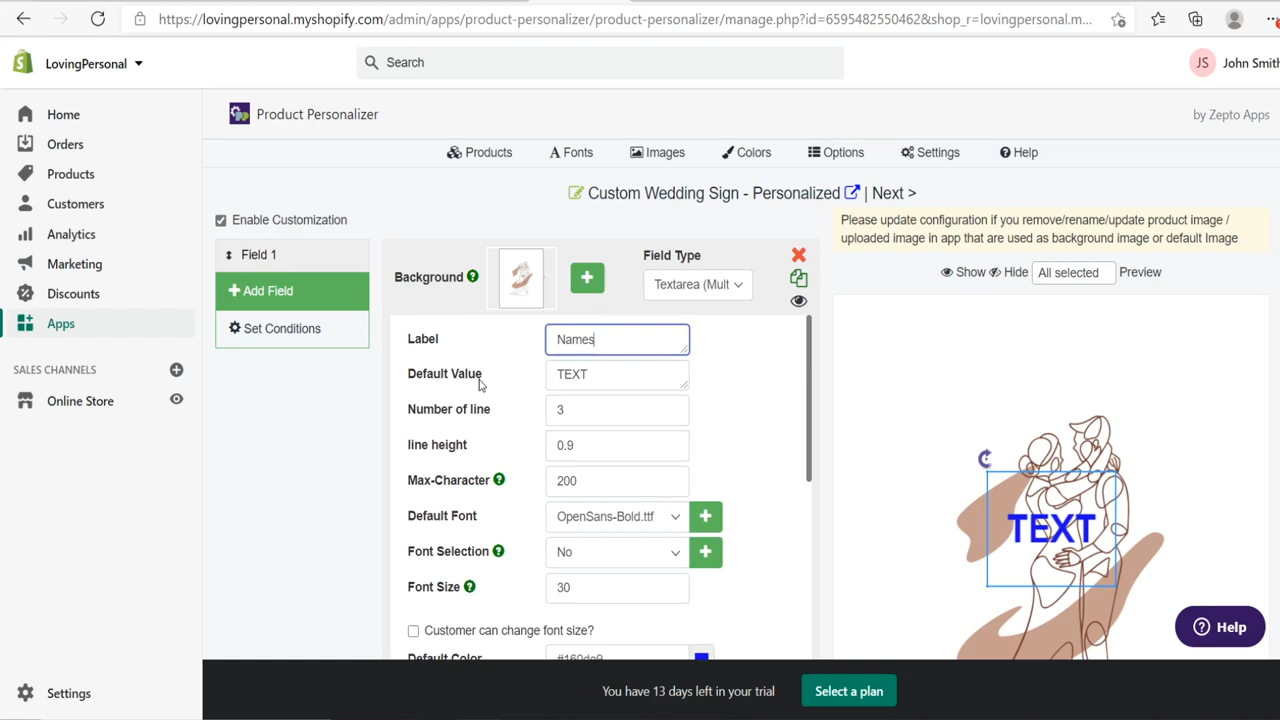 https://lovingpersonal.myshopify.com/admin/apps/product-personalizer/product-personalizer/manage.php?id=6595482550462&shop_r=lovingpersonal.m...
LovingPersonal
Search
JS John Smith
Home
Orders
Products
Customers
Analytics
Marketing
Discounts
Apps
SALES CHANNELS
Online Store
Settings
Product Personalizer
by Zepto Apps
Products Fonts Images Colors Options Settings Help
Custom Wedding Sign - Personalized | Next >
Enable Customization
Field 1
Add Field
Set Conditions
Background
Field Type
Textarea (Mult
Label Names
Default Value TEXT
Number of line 3
line height 0.9
Max-Character 200
Default Font OpenSans-Bold.ttf
Font Selection No
Font Size 30
Customer can change font size?
Default Color #160de9
Please update configuration if you remove/rename/update product image /
uploaded image in app that are used as background image or default Image
Show Hide All selected Preview
TEXT
Help
You have 13 days left in your trial Select a plan